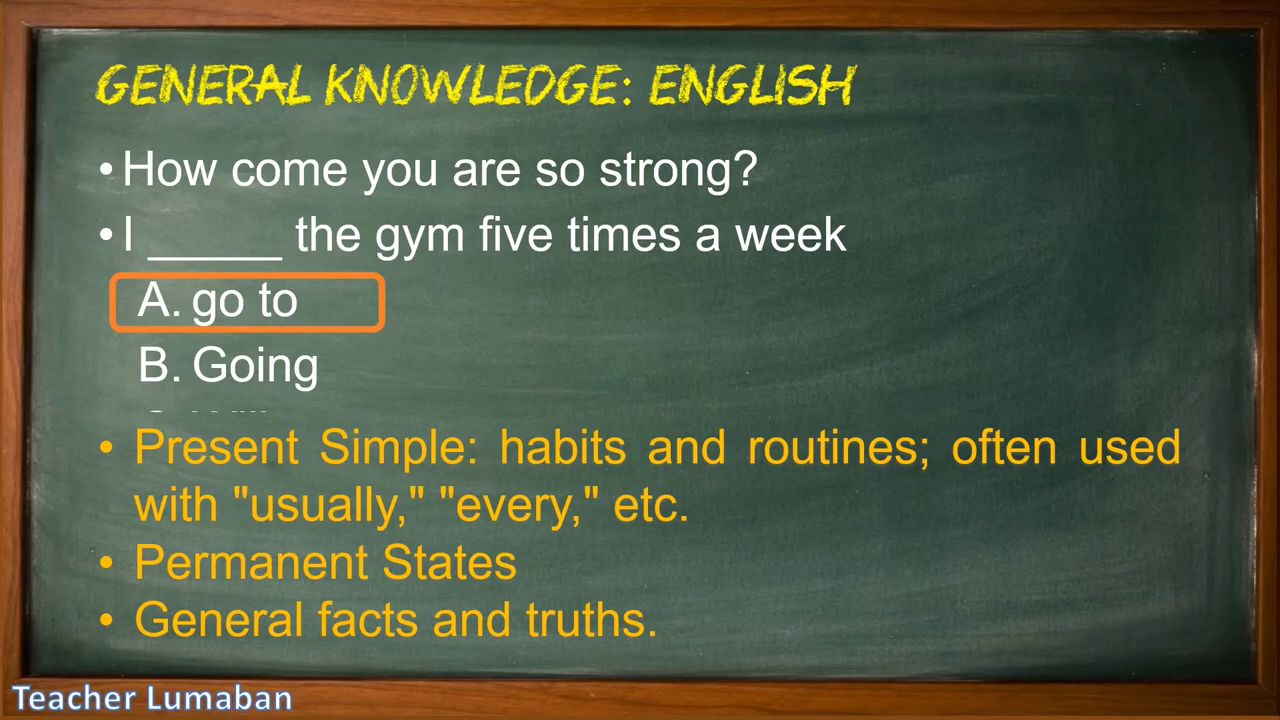 GENERAL KNOWLEDGE: ENGLISH
• How come you are so strong?
• I _____ the gym five times a week
A. go to
B. Going
• Present Simple: habits and routines; often used
with "usually," "every," etc.
• Permanent States
• General facts and truths.
Teacher Lumaban